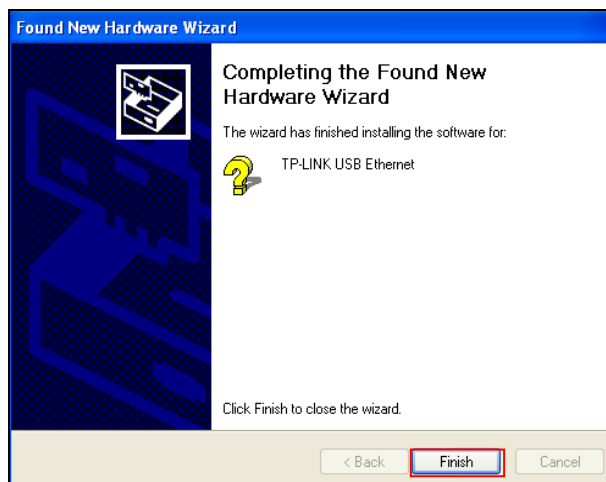 Found New Hardware Wizard
Completing the Found New
Hardware Wizard
The wizard has finished installing the software for:
TP-LINK USB Ethernet
Click Finish to close the wizard.
< Back Finish Cancel